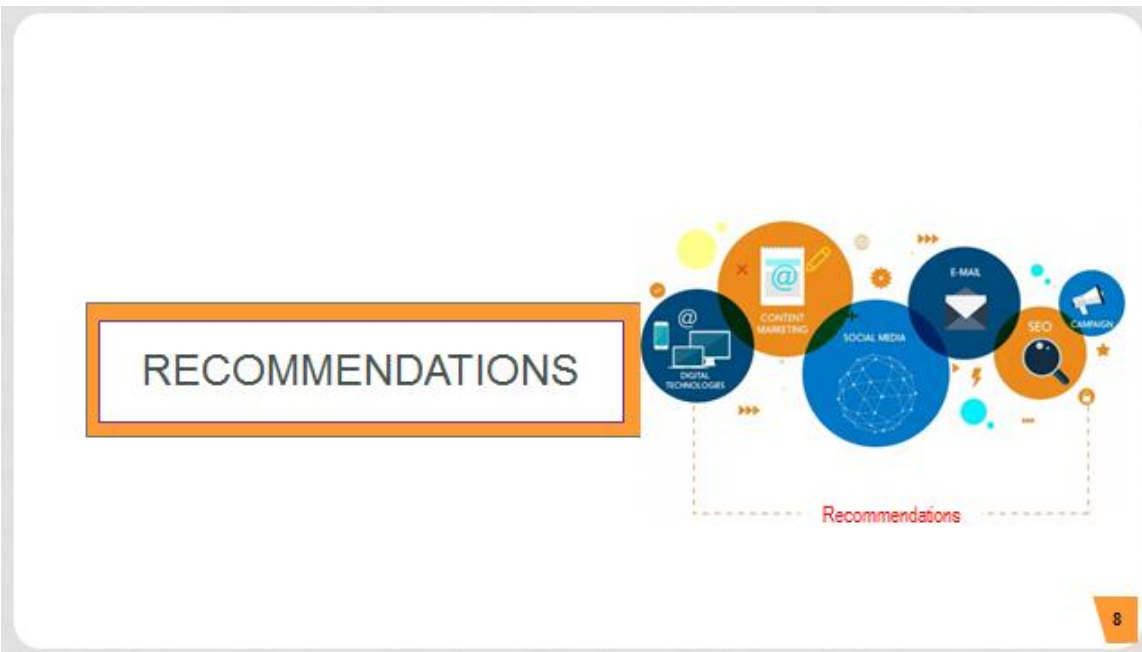 RECOMMENDATIONS
@
DIGITAL
TECHNOLOGIES
@
CONTENT
MARKETING
SOCIAL MEDIA
E-MAIL
SEO
CAMPAIGN
Recommendations
8